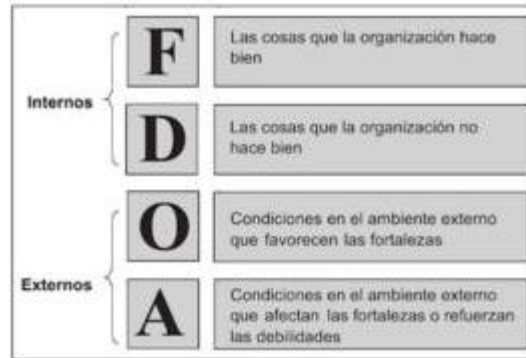 Internos
F
Las cosas que la organización hace
bien
D
Las cosas que la organización no
hace bien
Externos
O
Condiciones en el ambiente externo
que favorecen las fortalezas
A
Condiciones en el ambiente externo
que afectan las fortalezas o refuerzan
las debilidades